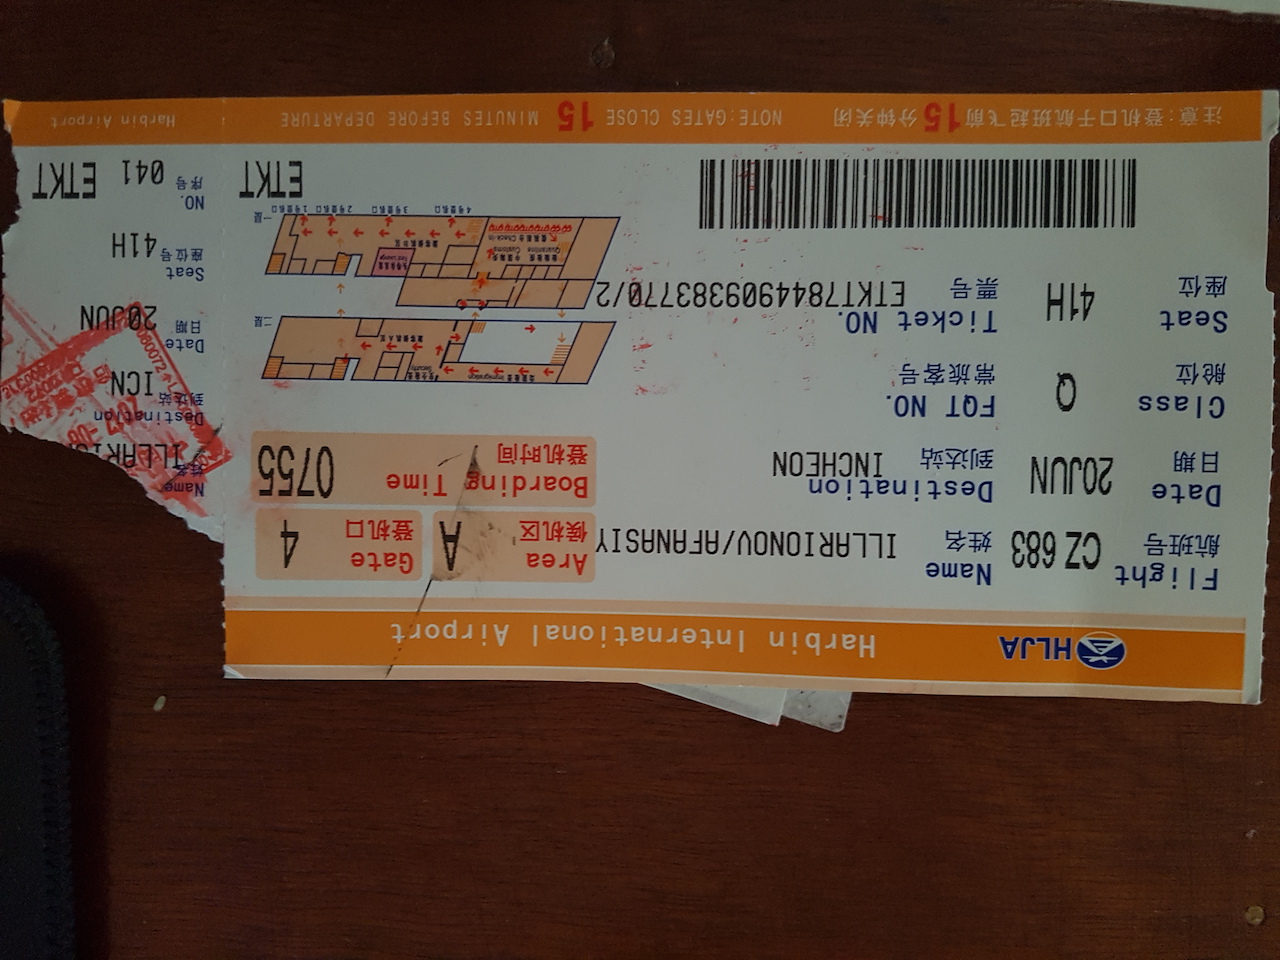 HLJA Harbin International Airport
Flight 航班号 CZ 683
Name 姓名 ILLARIONOV/AFANASIY
Area 候机区 A
Gate 登机口 4
Date 日期 20JUN
Destination 到达站 INCHEON
Boarding Time 登机时间 0755
Class 舱位 Q
FQT NO. 常旅客号
Seat 座位 41H
Ticket NO. 票号 ETKT7844909383770/2
ETKT
注意:登机口于航班起飞前15分钟关闭 NOTE:GATES CLOSE 15 MINUTES BEFORE DEPARTURE
Name 姓名
Destination 到达站 ICN
Date 日期 20JUN
Seat 座位号 41H
NO. 序号 041 ETKT
Harbin Airport